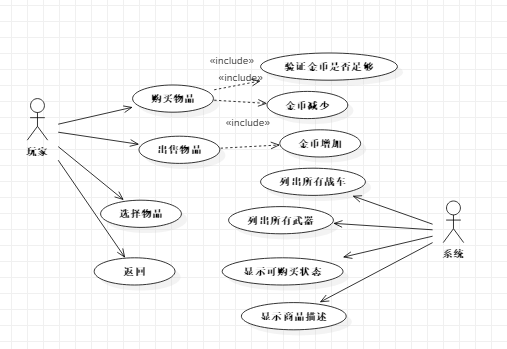 «include»
验证金币是否足够
«include»
购买物品
金币减少
«include»
玩家
出售物品
金币增加
列出所有战车
选择物品
列出所有武器
系统
返回
显示可购买状态
显示商品描述